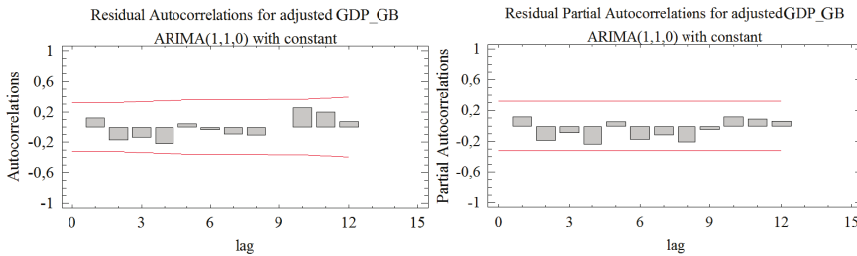 Residual Autocorrelations for adjusted GDP_GB
ARIMA(1,1,0) with constant
Autocorrelations
1
0,6
0,2
-0,2
-0,6
-1
0 3 6 9 12 15
lag
Residual Partial Autocorrelations for adjusted GDP_GB
ARIMA(1,1,0) with constant
Partial Autocorrelations
1
0,6
0,2
-0,2
-0,6
-1
0 3 6 9 12 15
lag